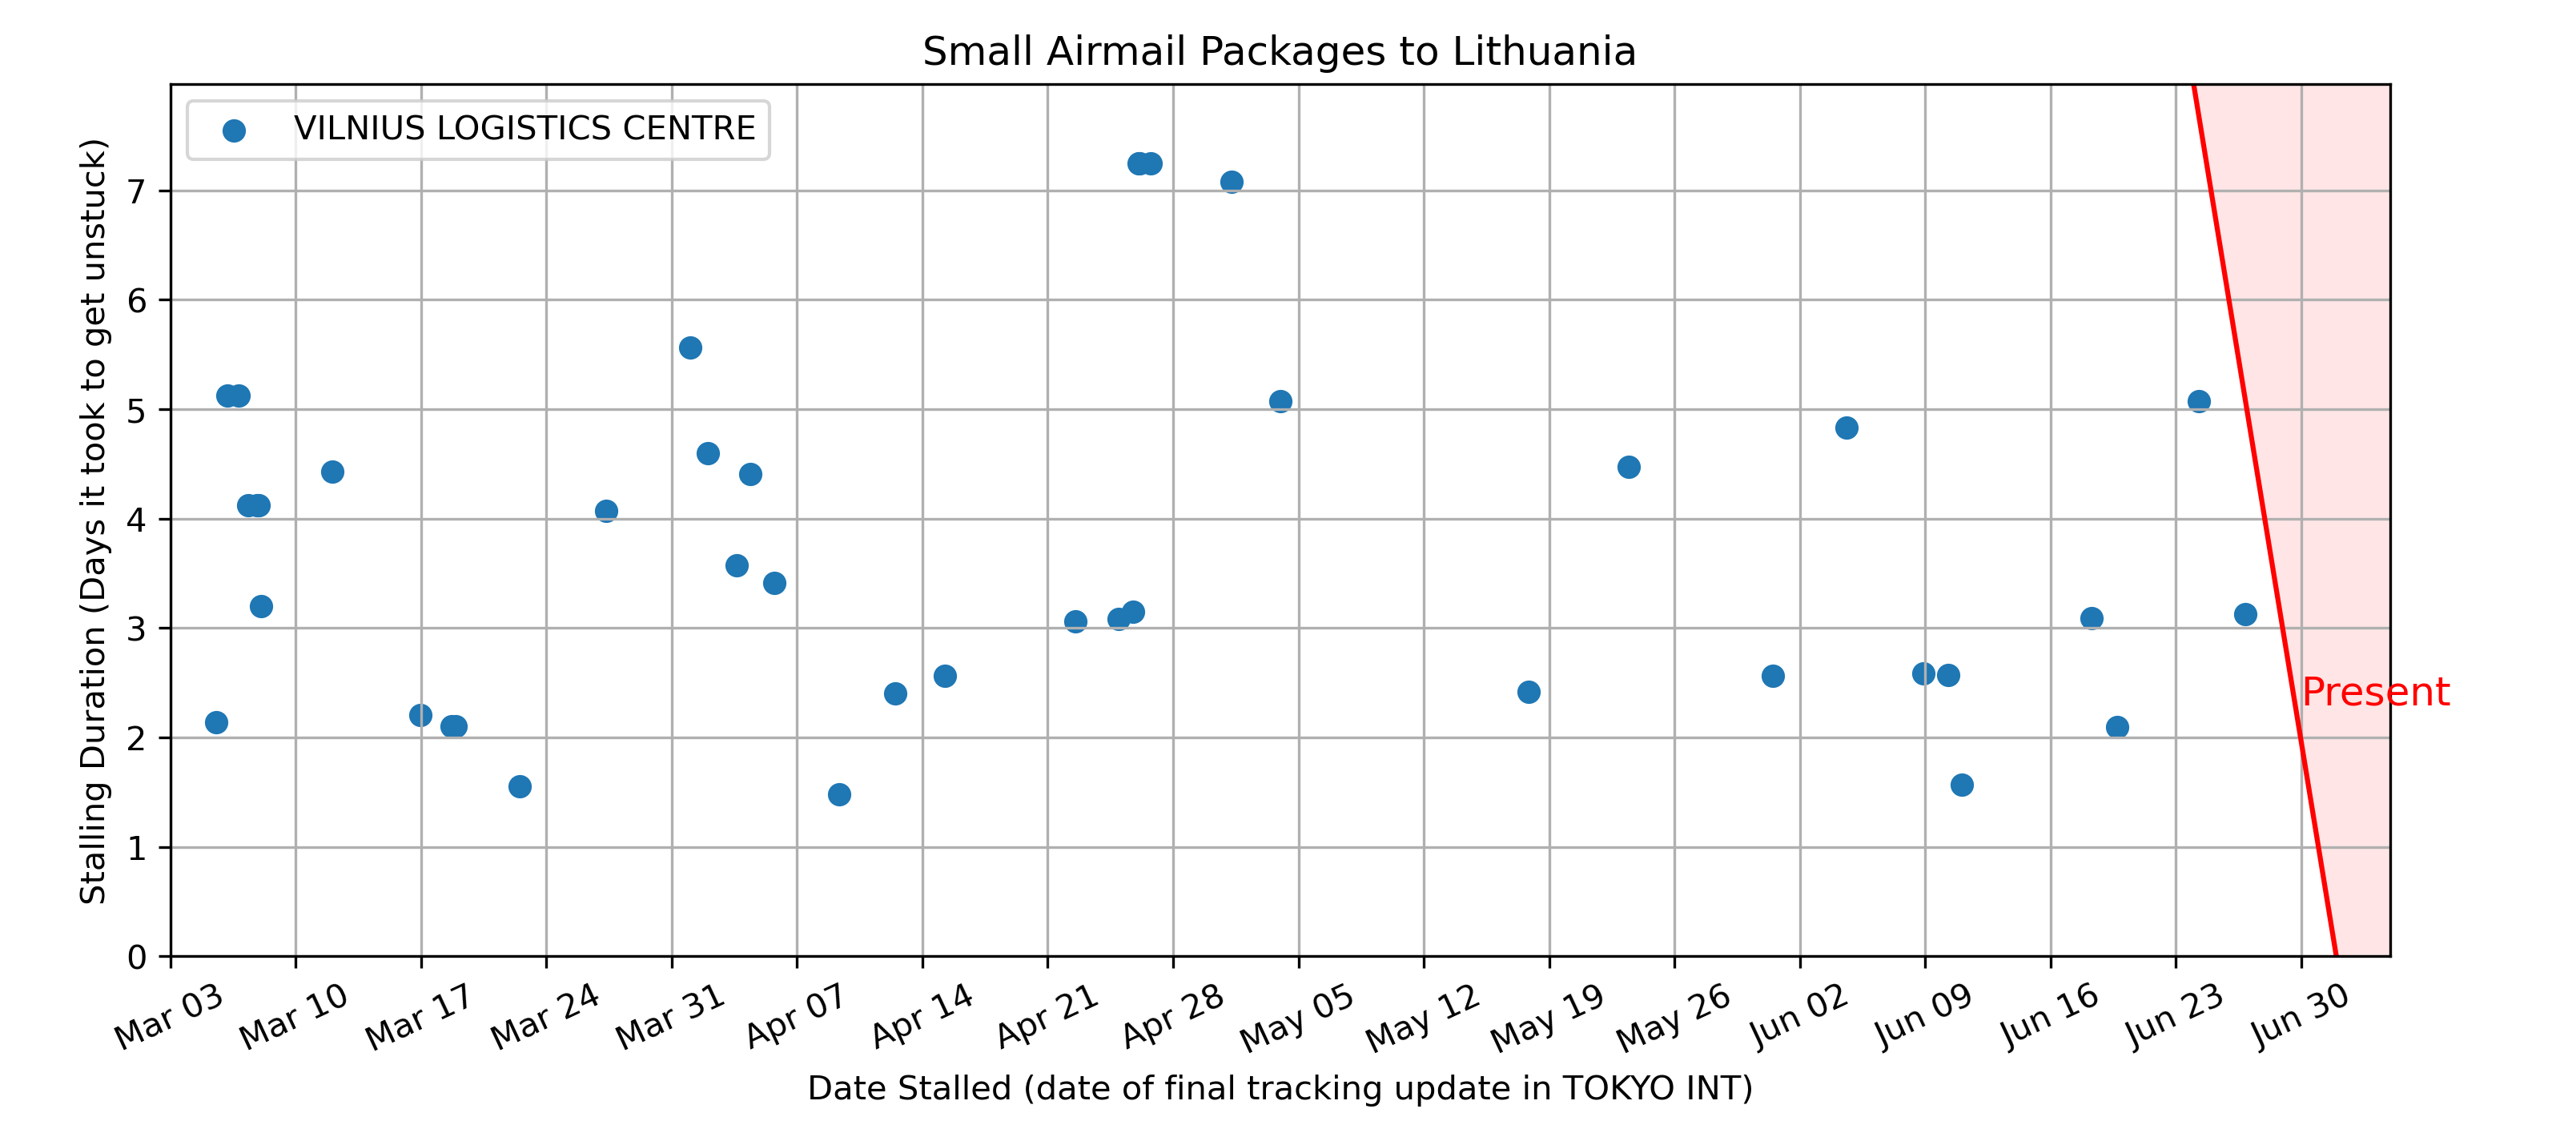 Small Airmail Packages to Lithuania
VILNIUS LOGISTICS CENTRE
Stalling Duration (Days it took to get unstuck)
7
6
5
4
3
2
1
0
Present
Mar 03
Mar 10
Mar 17
Mar 24
Mar 31
Apr 07
Apr 14
Apr 21
Apr 28
May 05
May 12
May 19
May 26
Jun 02
Jun 09
Jun 16
Jun 23
Jun 30
Date Stalled (date of final tracking update in TOKYO INT)